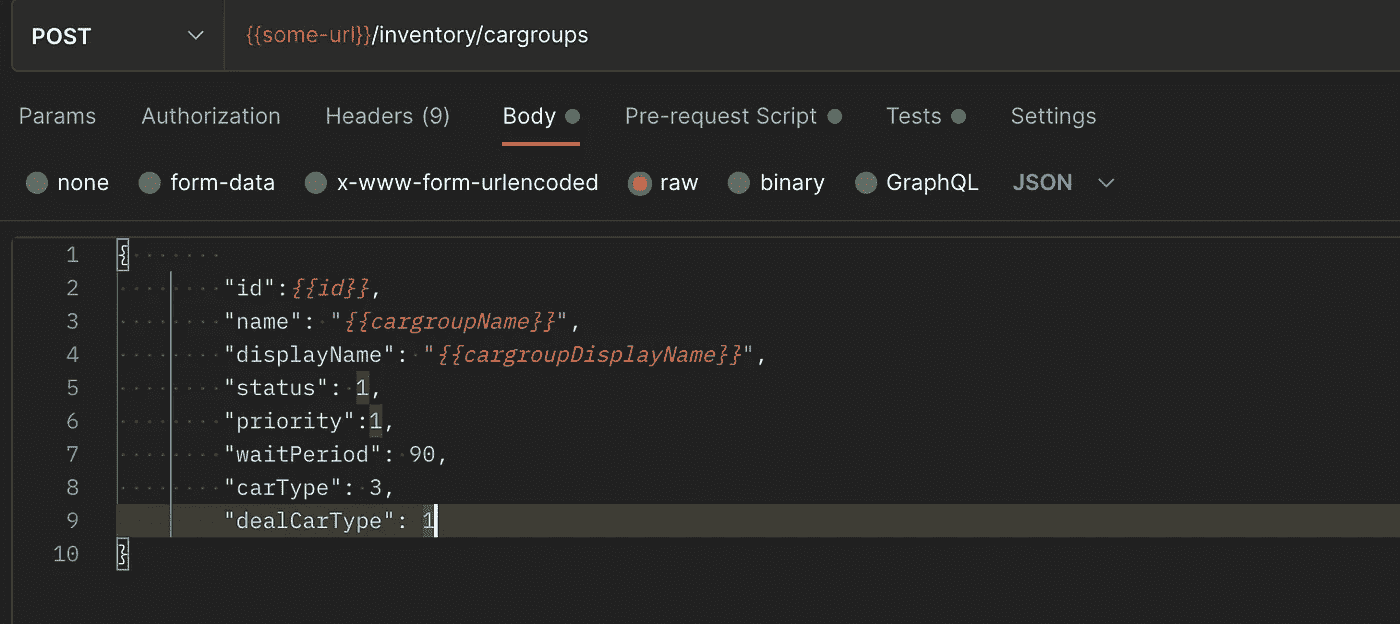 POST {{some-url}}/inventory/cargroups
Params Authorization Headers (9) Body Pre-request Script Tests Settings
none form-data x-www-form-urlencoded raw binary GraphQL JSON
1 {
2 "id":{{id}},
3 "name": "{{cargroupName}}",
4 "displayName": "{{cargroupDisplayName}}",
5 "status": 1,
6 "priority":1,
7 "waitPeriod": 90,
8 "carType": 3,
9 "dealCarType": 1
10 }